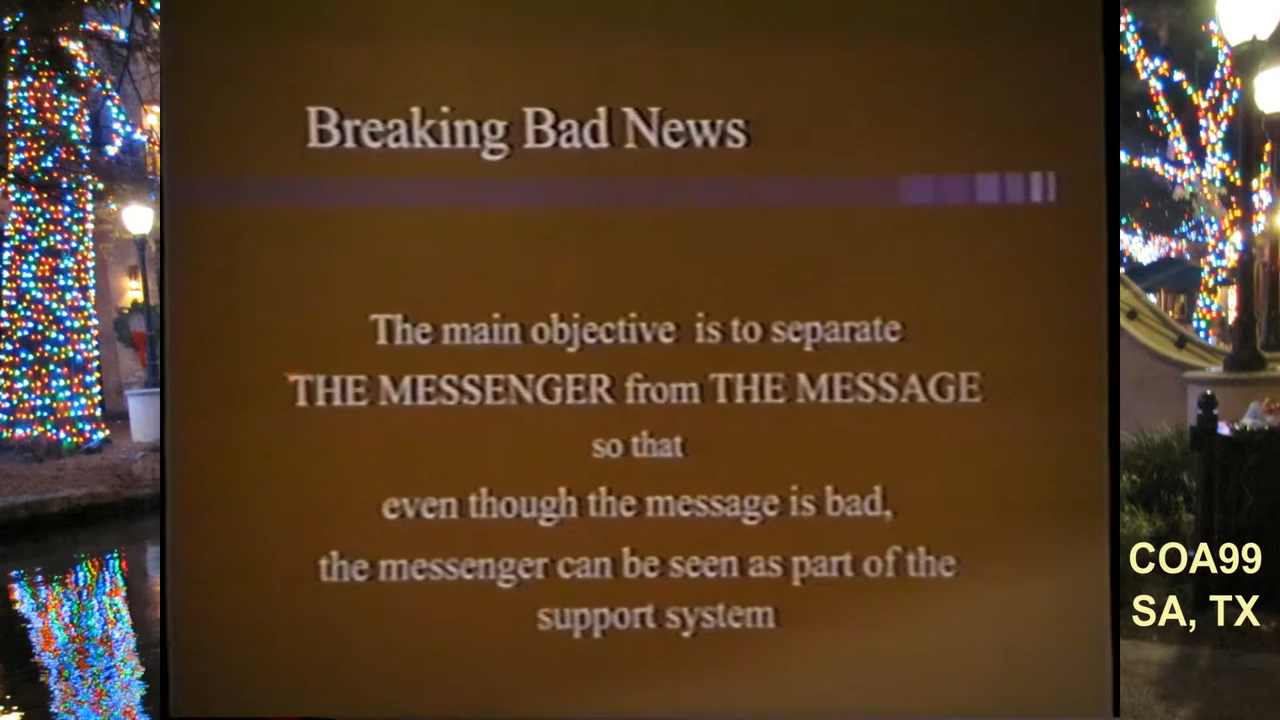 Breaking Bad News
The main objective is to separate
THE MESSENGER from THE MESSAGE
so that
even though the message is bad,
the messenger can be seen as part of the
support system
COA99
SA, TX